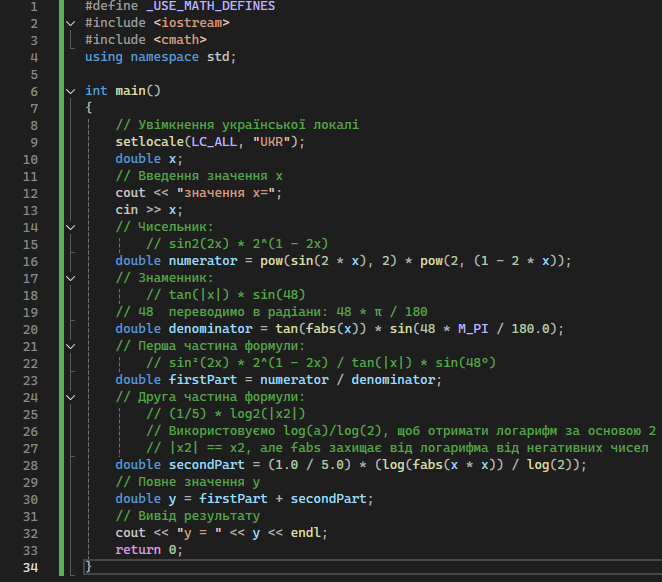 1 #define _USE_MATH_DEFINES
2 #include <iostream>
3 #include <cmath>
4 using namespace std;
5
6 int main()
7 {
8 // Увімкнення української локалі
9 setlocale(LC_ALL, "UKR");
10 double x;
11 // Введення значення x
12 cout << "значення x=";
13 cin >> x;
14 // Чисельник:
15 // sin2(2x) * 2^(1 − 2x)
16 double numerator = pow(sin(2 * x), 2) * pow(2, (1 - 2 * x));
17 // Знаменник:
18 // tan(|x|) * sin(48)
19 // 48  переводимо в радіани: 48 * π / 180
20 double denominator = tan(fabs(x)) * sin(48 * M_PI / 180.0);
21 // Перша частина формули:
22 // sin²(2x) * 2^(1 − 2x) / tan(|x|) * sin(48°)
23 double firstPart = numerator / denominator;
24 // Друга частина формули:
25 // (1/5) * log2(|x2|)
26 // Використовуємо log(a)/log(2), щоб отримати логарифм за основою 2
27 // |x2| == x2, але fabs захищає від логарифма від негативних чисел
28 double secondPart = (1.0 / 5.0) * (log(fabs(x * x)) / log(2));
29 // Повне значення y
30 double y = firstPart + secondPart;
31 // Вивід результату
32 cout << "y = " << y << endl;
33 return 0;
34 }